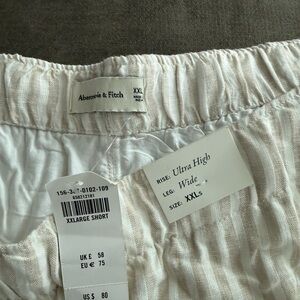 Abercrombie & Fitch
XXL
RISE: Ultra High
LEG: Wide
SIZE: XXLs
XXLARGE SHORT
UK £ 58
EU € 75
US $ 80